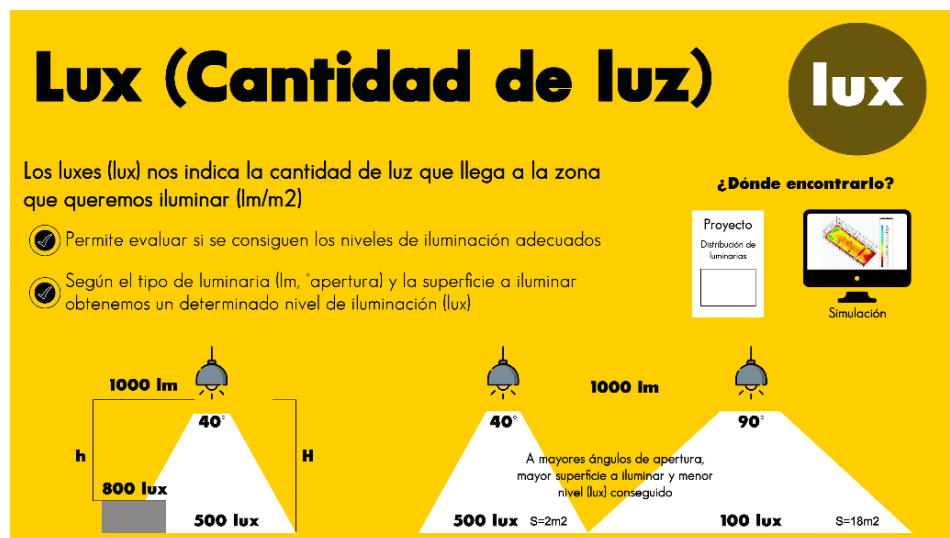 Lux (Cantidad de luz)
lux
Los luxes (lux) nos indica la cantidad de luz que llega a la zona
que queremos iluminar (lm/m2)
Permite evaluar si se consiguen los niveles de iluminación adecuados
Según el tipo de luminaria (lm, °apertura) y la superficie a iluminar
obtenemos un determinado nivel de iluminación (lux)
¿Dónde encontrarlo?
Proyecto
Distribución de
luminarias
Simulación
1000 lm
40°
h
H
800 lux
500 lux
1000 lm
40°
90°
A mayores ángulos de apertura,
mayor superficie a iluminar y menor
nivel (lux) conseguido
500 lux S=2m2
100 lux S=18m2